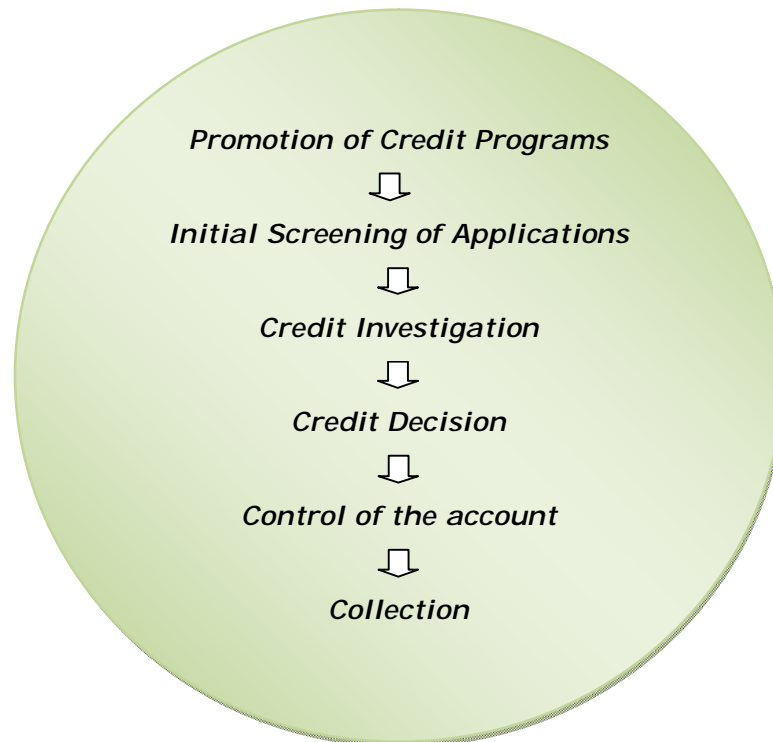 Promotion of Credit Programs
Initial Screening of Applications
Credit Investigation
Credit Decision
Control of the account
Collection